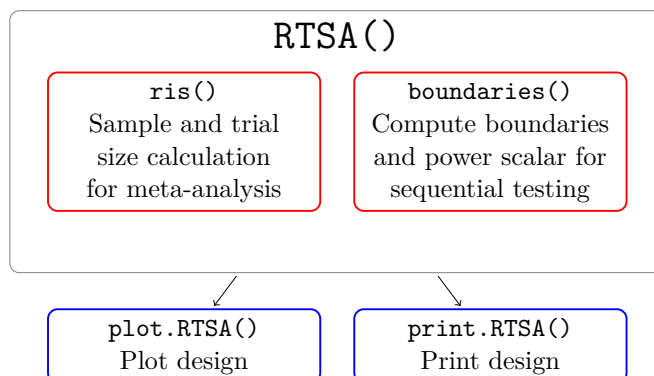 RTSA()
ris()
Sample and trial
size calculation
for meta-analysis
boundaries()
Compute boundaries
and power scalar for
sequential testing
plot.RTSA()
Plot design
print.RTSA()
Print design